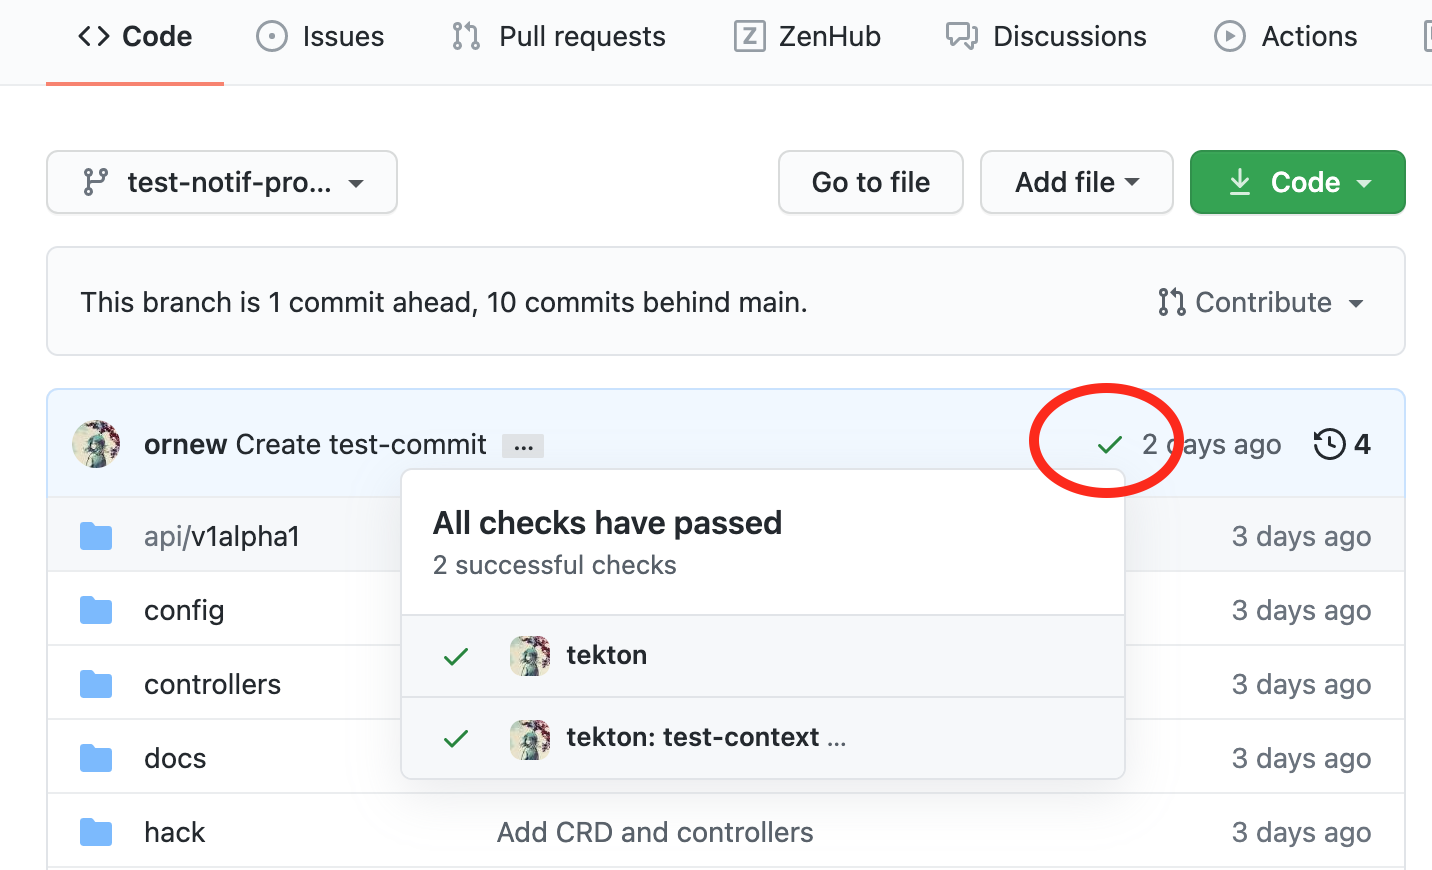 Code Issues Pull requests Z ZenHub Discussions Actions
test-notif-pro... Go to file Add file Code
This branch is 1 commit ahead, 10 commits behind main. Contribute
ornew Create test-commit ... 2 days ago 4
All checks have passed
2 successful checks
tekton
tekton: test-context ...
api/v1alpha1 3 days ago
config 3 days ago
controllers 3 days ago
docs 3 days ago
hack Add CRD and controllers 3 days ago